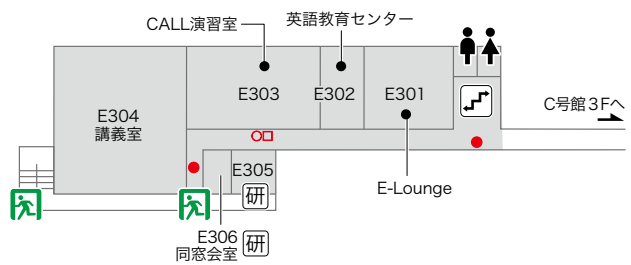 CALL演習室
英語教育センター
E304
講義室
E303
E302
E301
C号館3Fへ
E305
研
E-Lounge
E306
同窓会室
研